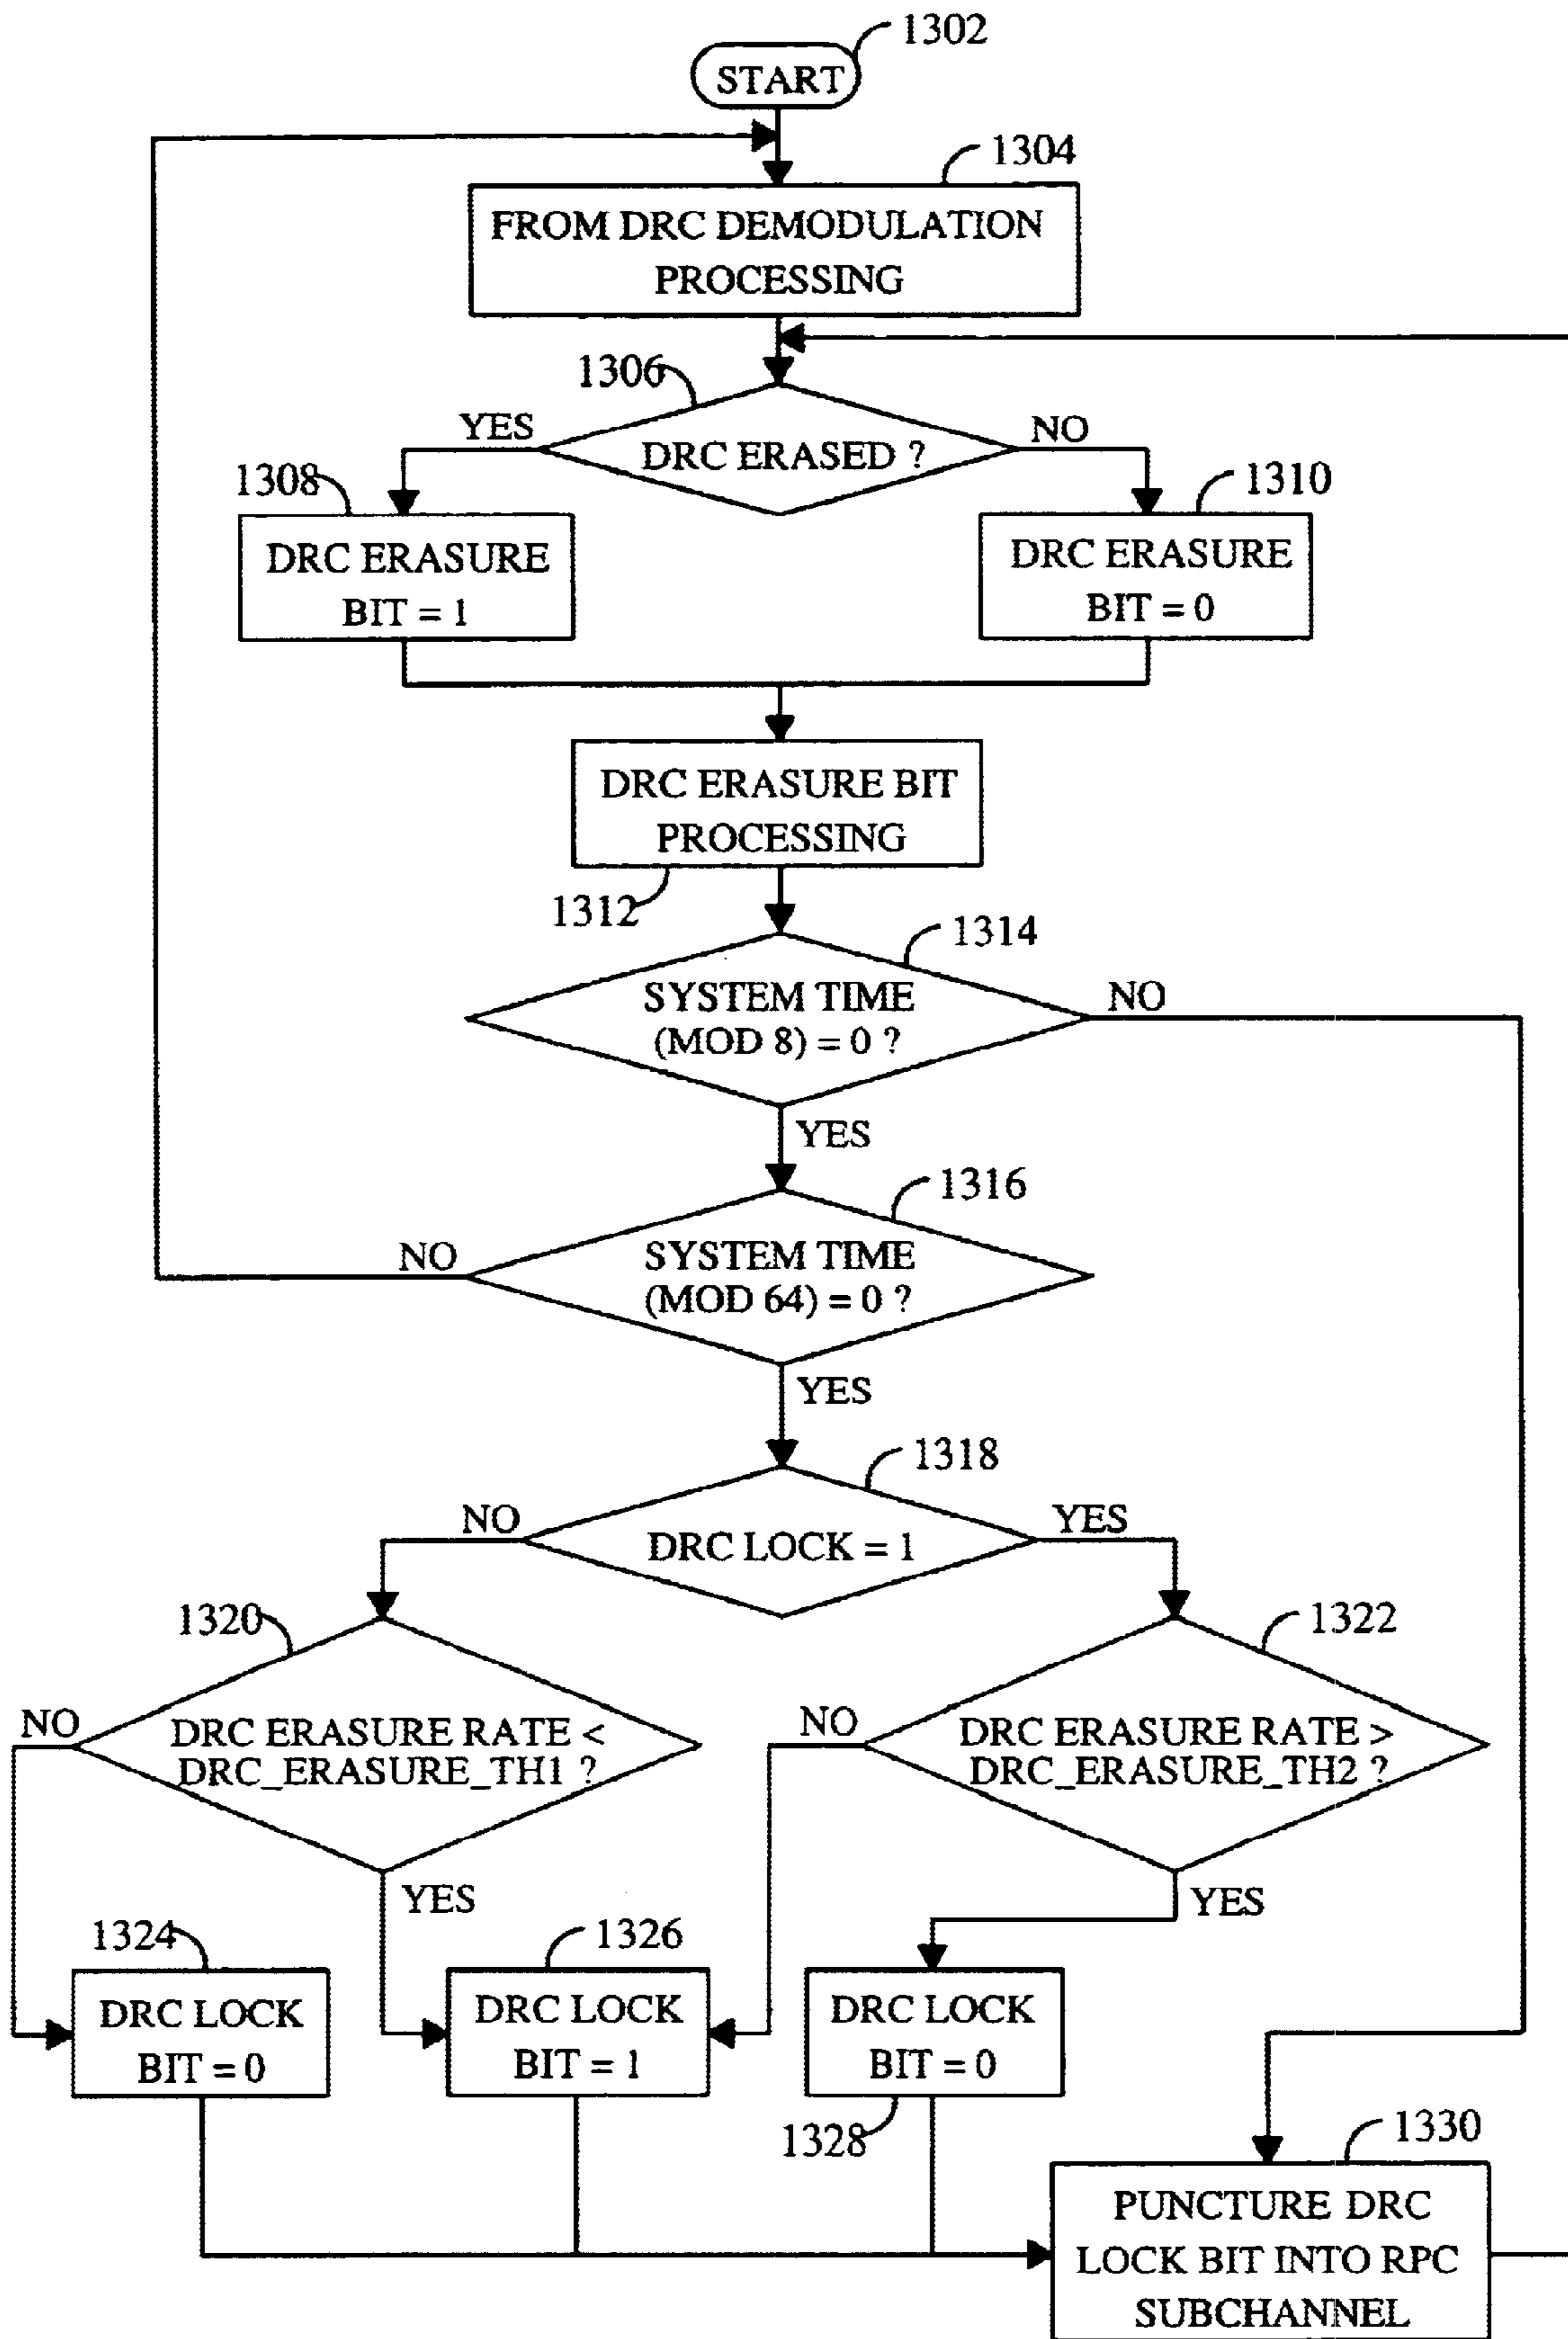 1302
START
1304
FROM DRC DEMODULATION
PROCESSING
1306
YES
DRC ERASED ?
NO
1308
DRC ERASURE
BIT = 1
1310
DRC ERASURE
BIT = 0
DRC ERASURE BIT
PROCESSING
1312
1314
SYSTEM TIME
(MOD 8) = 0 ?
NO
YES
1316
SYSTEM TIME
(MOD 64) = 0 ?
NO
YES
1318
NO
DRC LOCK = 1
YES
1320
NO
DRC ERASURE RATE <
DRC_ERASURE_TH1 ?
YES
1322
NO
DRC ERASURE RATE >
DRC_ERASURE_TH2 ?
YES
1324
DRC LOCK
BIT = 0
1326
DRC LOCK
BIT = 1
DRC LOCK
BIT = 0
1328
1330
PUNCTURE DRC
LOCK BIT INTO RPC
SUBCHANNEL